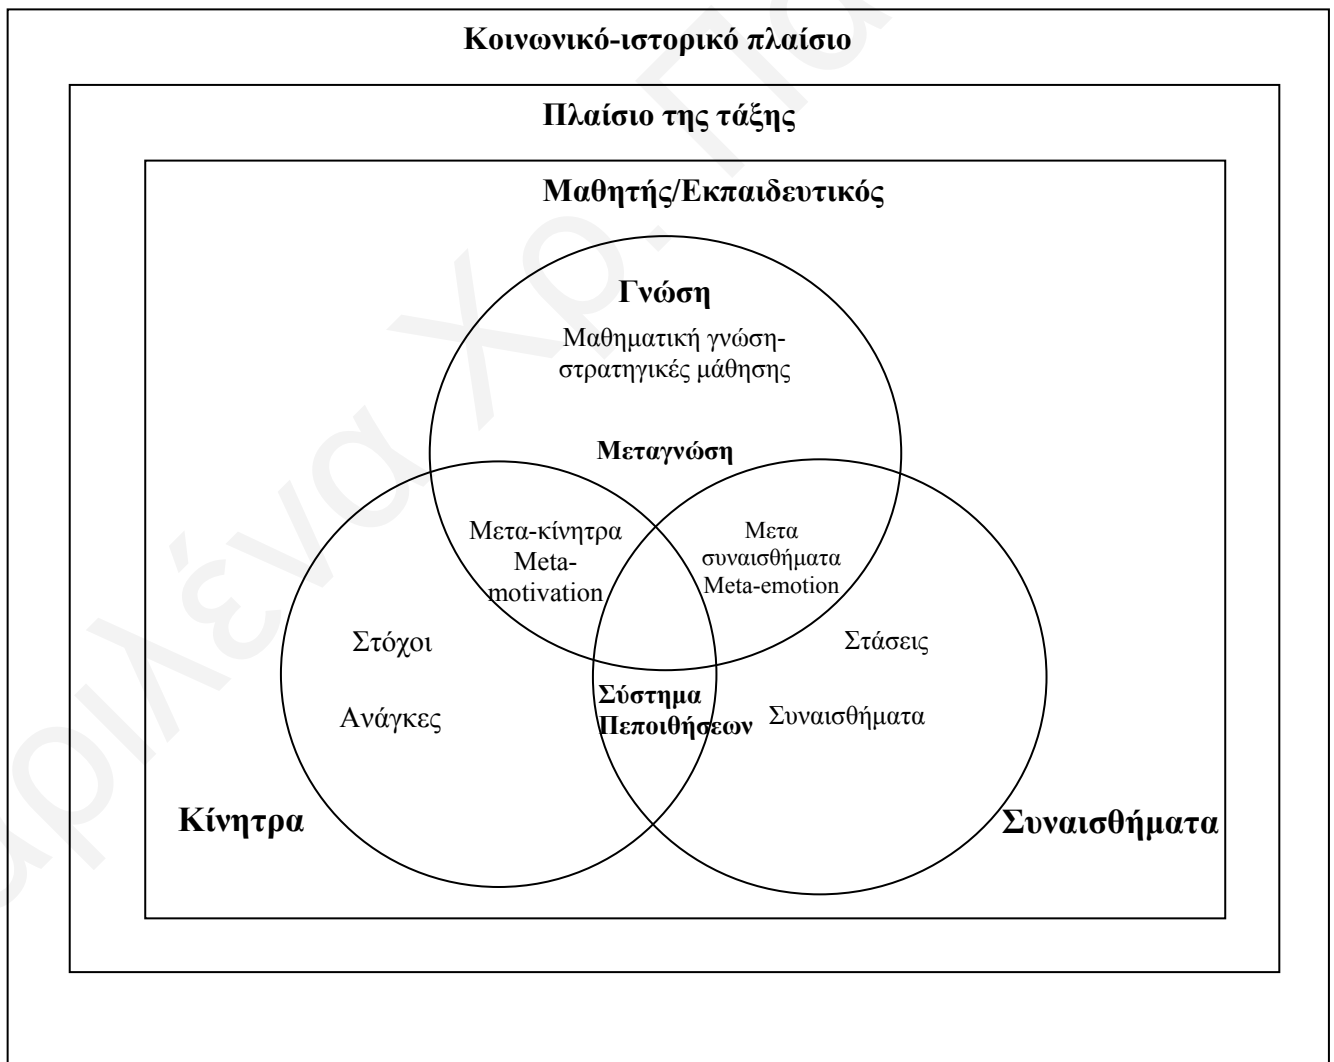 Κοινωνικό-ιστορικό πλαίσιο
Πλαίσιο της τάξης
Μαθητής/Εκπαιδευτικός
Γνώση
Μαθηματική γνώση-
στρατηγικές μάθησης
Μεταγνώση
Μετα-κίνητρα
Meta-
motivation
Μετα
συναισθήματα
Meta-emotion
Στόχοι
Στάσεις
Ανάγκες
Σύστημα
Πεποιθήσεων
Συναισθήματα
Κίνητρα
Συναισθήματα